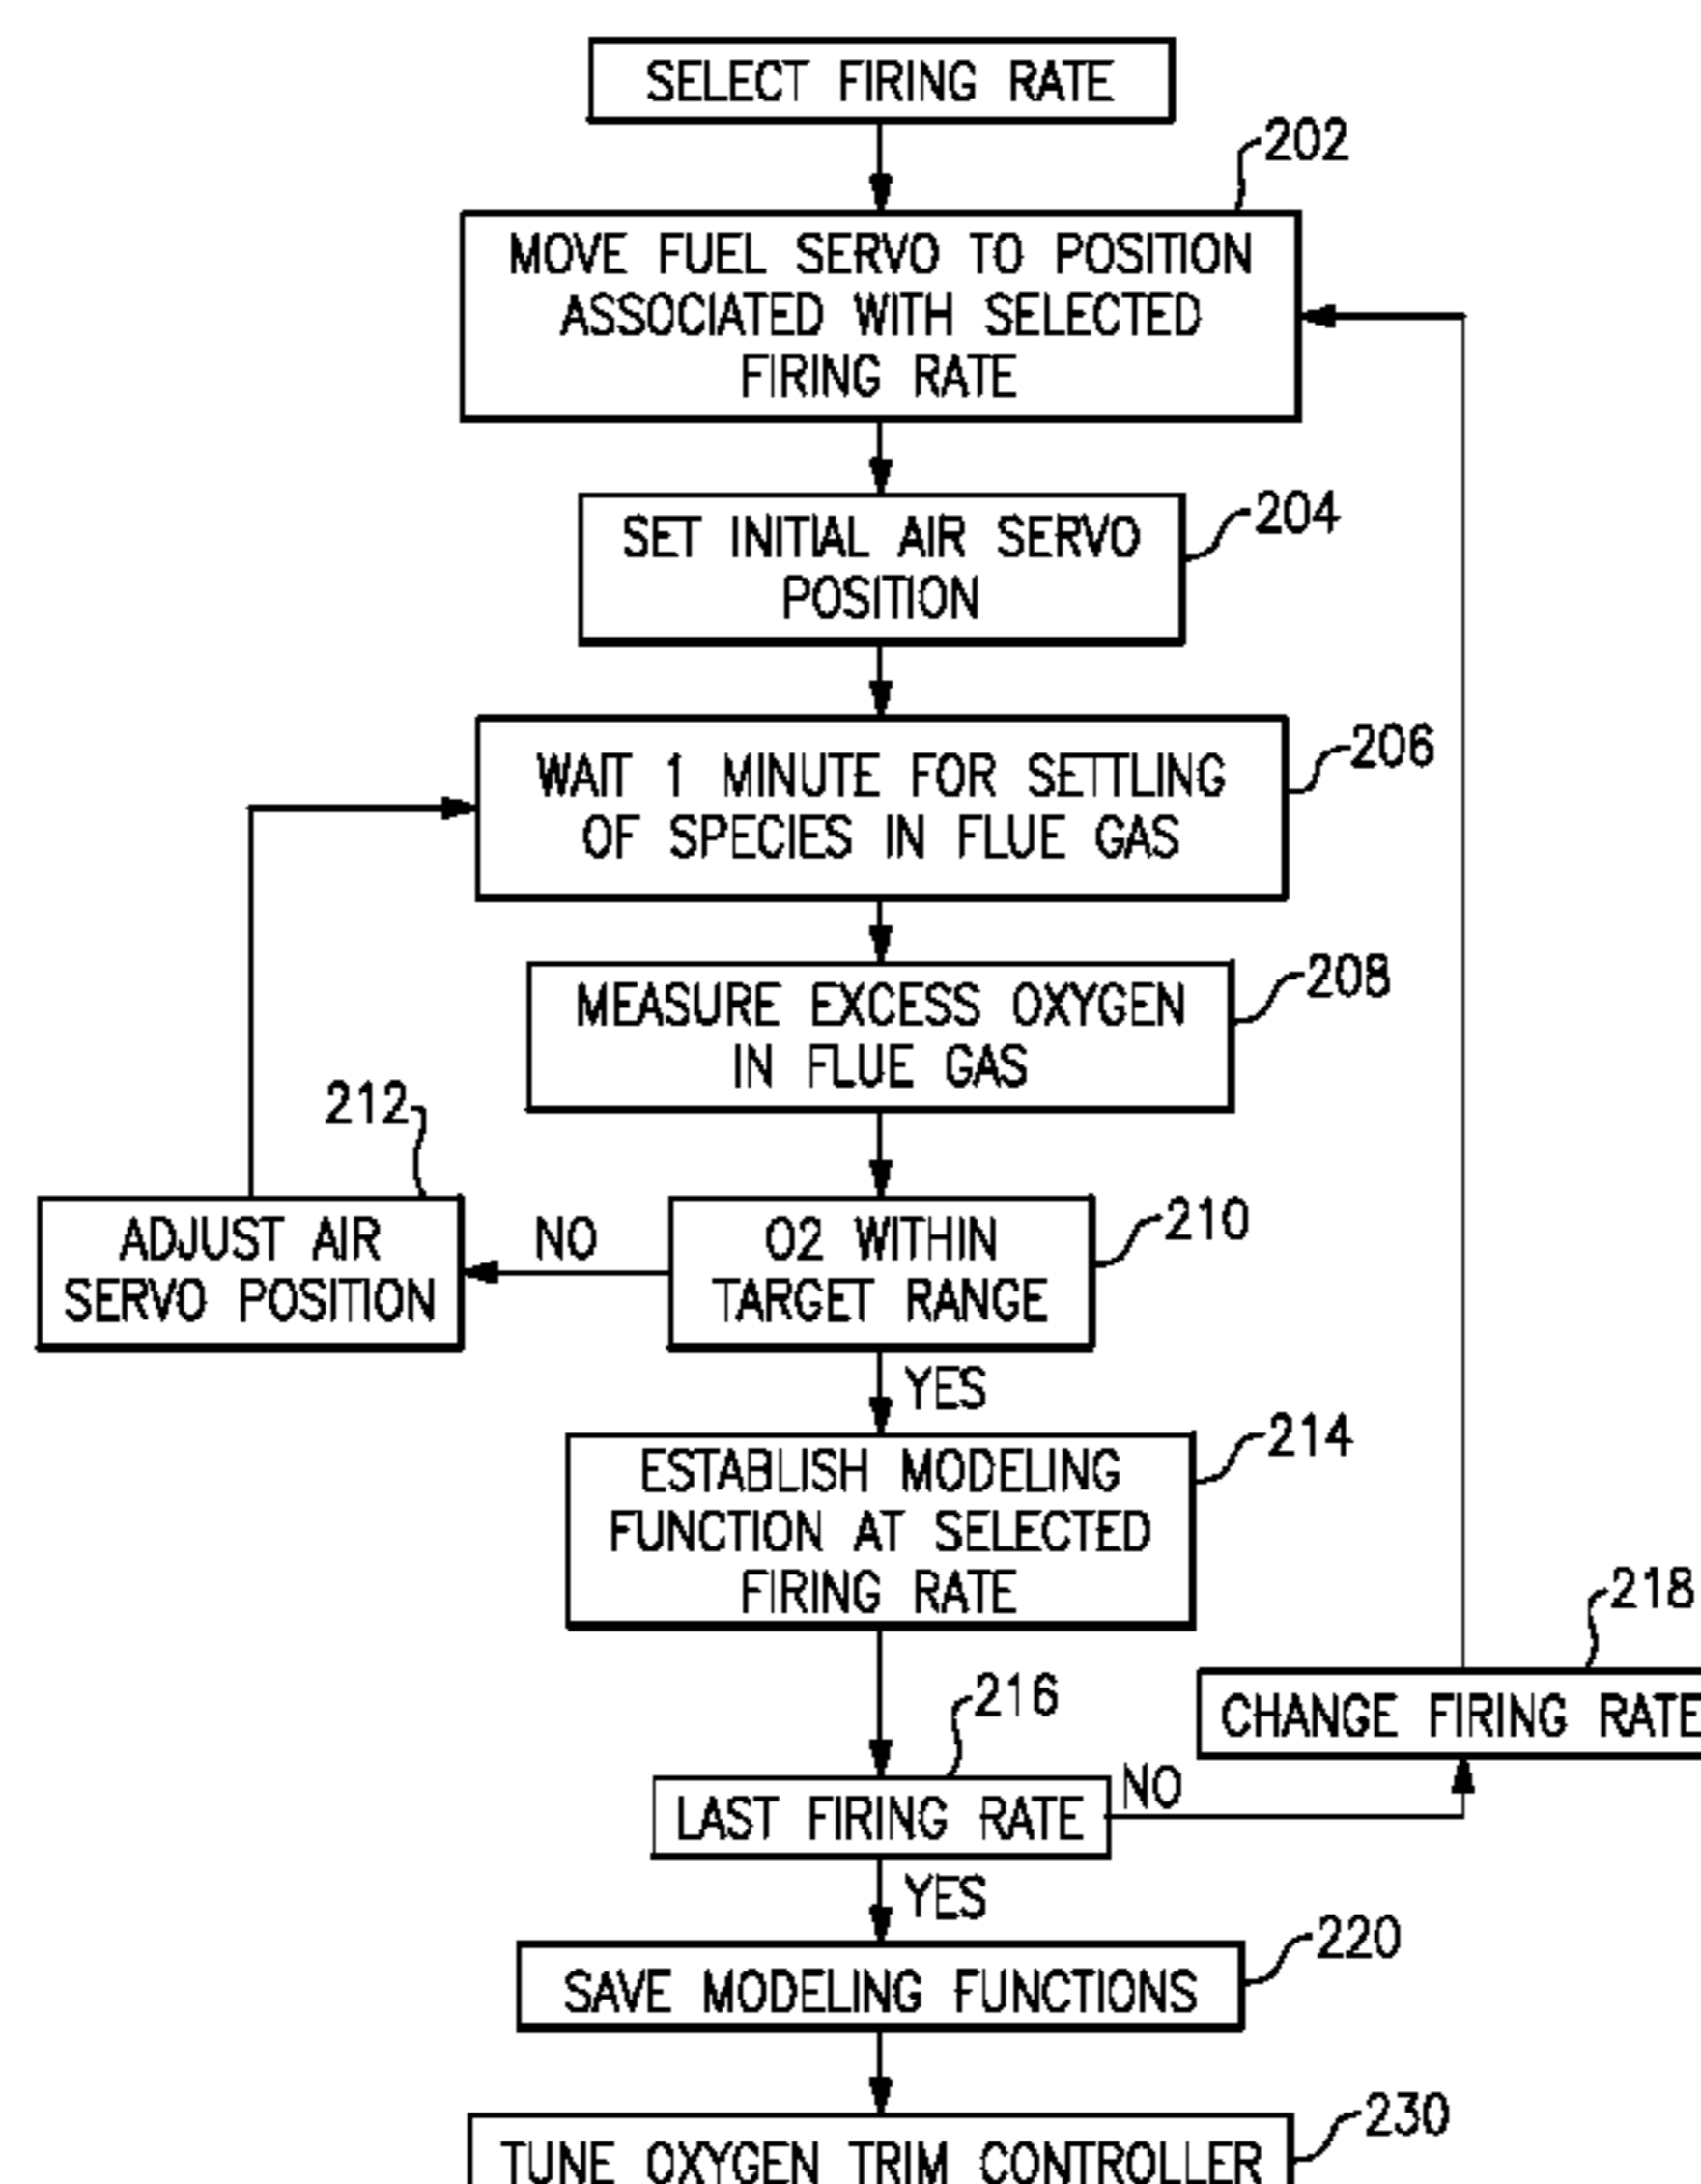 SELECT FIRING RATE
202
MOVE FUEL SERVO TO POSITION
ASSOCIATED WITH SELECTED
FIRING RATE
204
SET INITIAL AIR SERVO
POSITION
206
WAIT 1 MINUTE FOR SETTLING
OF SPECIES IN FLUE GAS
208
MEASURE EXCESS OXYGEN
IN FLUE GAS
212
ADJUST AIR
SERVO POSITION
NO
210
O2 WITHIN
TARGET RANGE
YES
214
ESTABLISH MODELING
FUNCTION AT SELECTED
FIRING RATE
218
CHANGE FIRING RATE
216
LAST FIRING RATE
NO
YES
220
SAVE MODELING FUNCTIONS
230
TUNE OXYGEN TRIM CONTROLLER